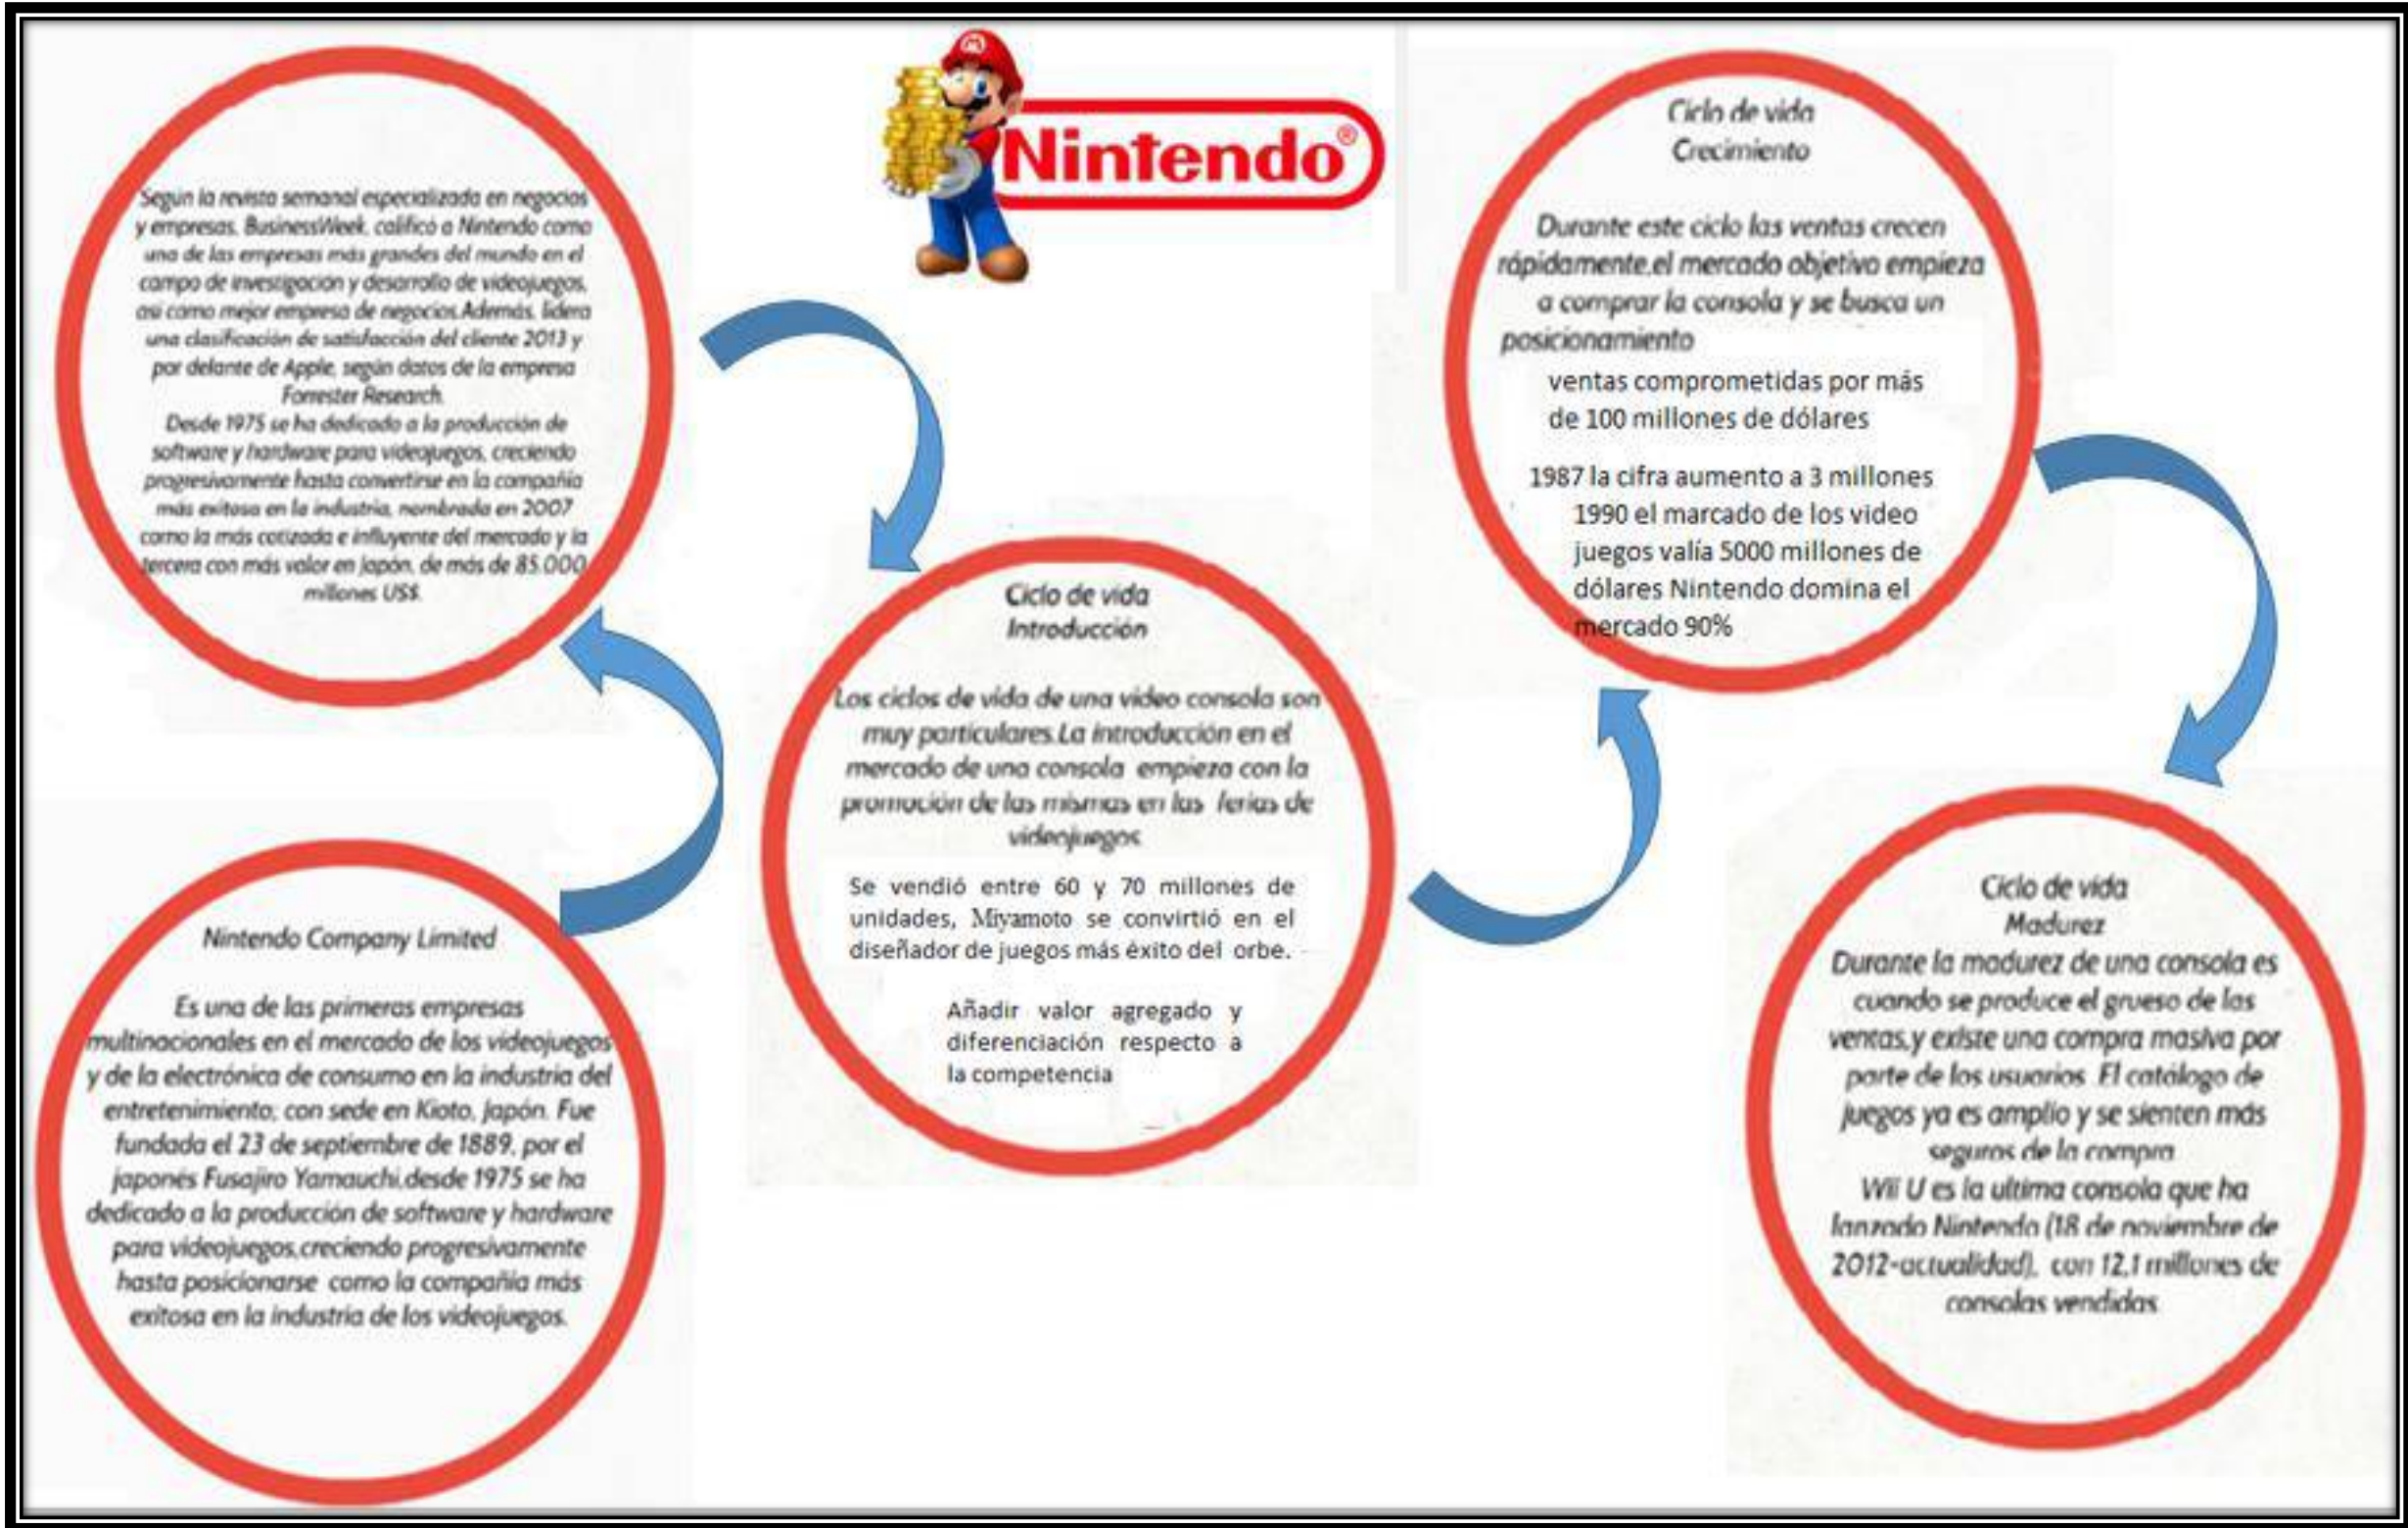 Nintendo®
Nintendo Company Limited
Es una de las primeras empresas
multinacionales en el mercado de los videojuegos
y de la electrónica de consumo en la industria del
entretenimiento, con sede en Kioto, Japón. Fue
fundada el 23 de septiembre de 1889, por el
japonés Fusajiro Yamauchi,desde 1975 se ha
dedicado a la producción de software y hardware
para videojuegos,creciendo progresivamente
hasta posicionarse como la compañía más
exitosa en la industria de los videojuegos.
Según la revista semanal especializada en negocios
y empresas, BusinessWeek, calificó a Nintendo como
una de las empresas más grandes del mundo en el
campo de investigación y desarrollo de videojuegos,
así como mejor empresa de negocios.Además, lidera
una clasificación de satisfacción del cliente 2013 y
por delante de Apple, según datos de la empresa
Forrester Research.
Desde 1975 se ha dedicado a la producción de
software y hardware para videojuegos, creciendo
progresivamente hasta convertirse en la compañía
más exitosa en la industria, nombrada en 2007
como la más cotizada e influyente del mercado y la
tercera con más valor en Japón, de más de 85.000
millones US$.
Ciclo de vida
Introducción
Los ciclos de vida de una video consola son
muy particulares.La introducción en el
mercado de una consola empieza con la
promoción de las mismas en las ferias de
videojuegos
Se vendió entre 60 y 70 millones de
unidades, Miyamoto se convirtió en el
diseñador de juegos más éxito del orbe.
Añadir valor agregado y
diferenciación respecto a
la competencia
Ciclo de vida
Crecimiento
Durante este ciclo las ventas crecen
rápidamente,el mercado objetivo empieza
a comprar la consola y se busca un
posicionamiento
ventas comprometidas por más
de 100 millones de dólares
1987 la cifra aumento a 3 millones
1990 el marcado de los video
juegos valía 5000 millones de
dólares Nintendo domina el
mercado 90%
Ciclo de vida
Madurez
Durante la madurez de una consola es
cuando se produce el grueso de las
ventas,y existe una compra masiva por
parte de los usuarios. El catálogo de
juegos ya es amplio y se sienten más
seguros de la compra
Wii U es la ultima consola que ha
lanzado Nintendo (18 de noviembre de
2012-actualidad), con 12,1 millones de
consolas vendidas